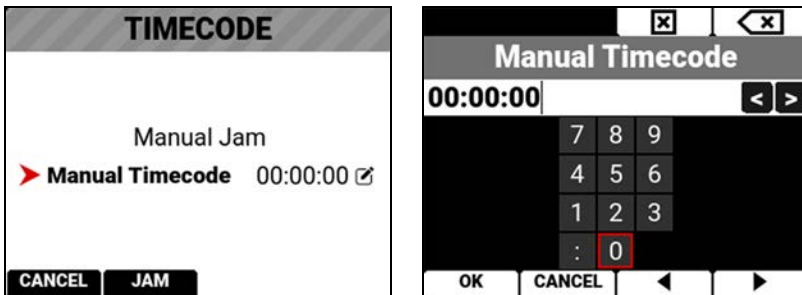 TIMECODE
Manual Jam
Manual Timecode 00:00:00
CANCEL JAM
Manual Timecode
00:00:00 < >
7 8 9
4 5 6
1 2 3
: 0
OK CANCEL ◀ ▶